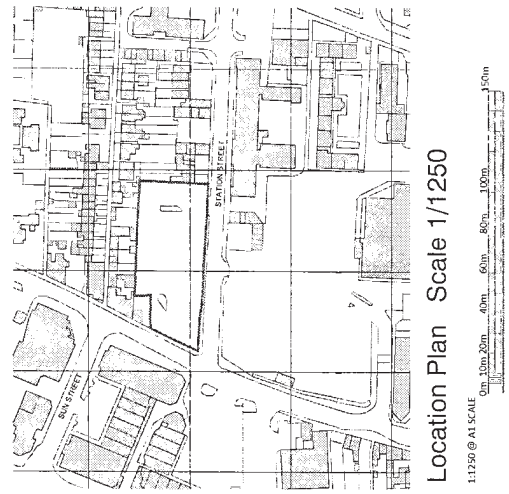 STATION STREET
SUN STREET
Location Plan Scale 1/1250
1:1250 @ A1 SCALE
0m 10m 20m 40m 60m 80m 100m 150m